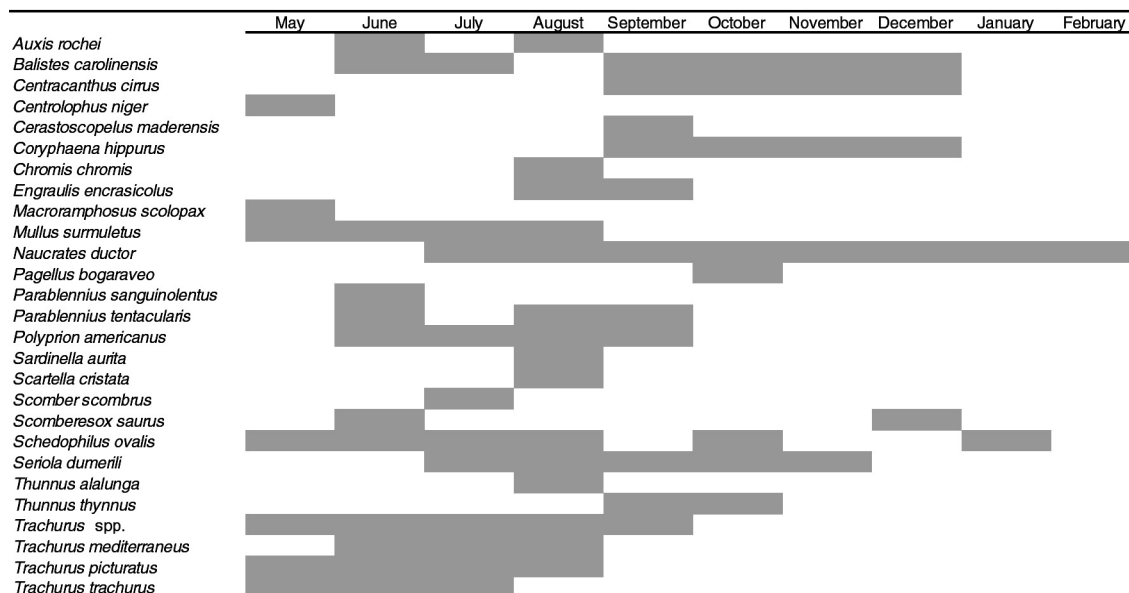 May June July August September October November December January February
Auxis rochei
Balistes carolinensis
Centracanthus cirrus
Centrolophus niger
Cerastoscopelus maderensis
Coryphaena hippurus
Chromis chromis
Engraulis encrasicolus
Macroramphosus scolopax
Mullus surmuletus
Naucrates ductor
Pagellus bogaraveo
Parablennius sanguinolentus
Parablennius tentacularis
Polyprion americanus
Sardinella aurita
Scartella cristata
Scomber scombrus
Scomberesox saurus
Schedophilus ovalis
Seriola dumerili
Thunnus alalunga
Thunnus thynnus
Trachurus spp.
Trachurus mediterraneus
Trachurus picturatus
Trachurus trachurus